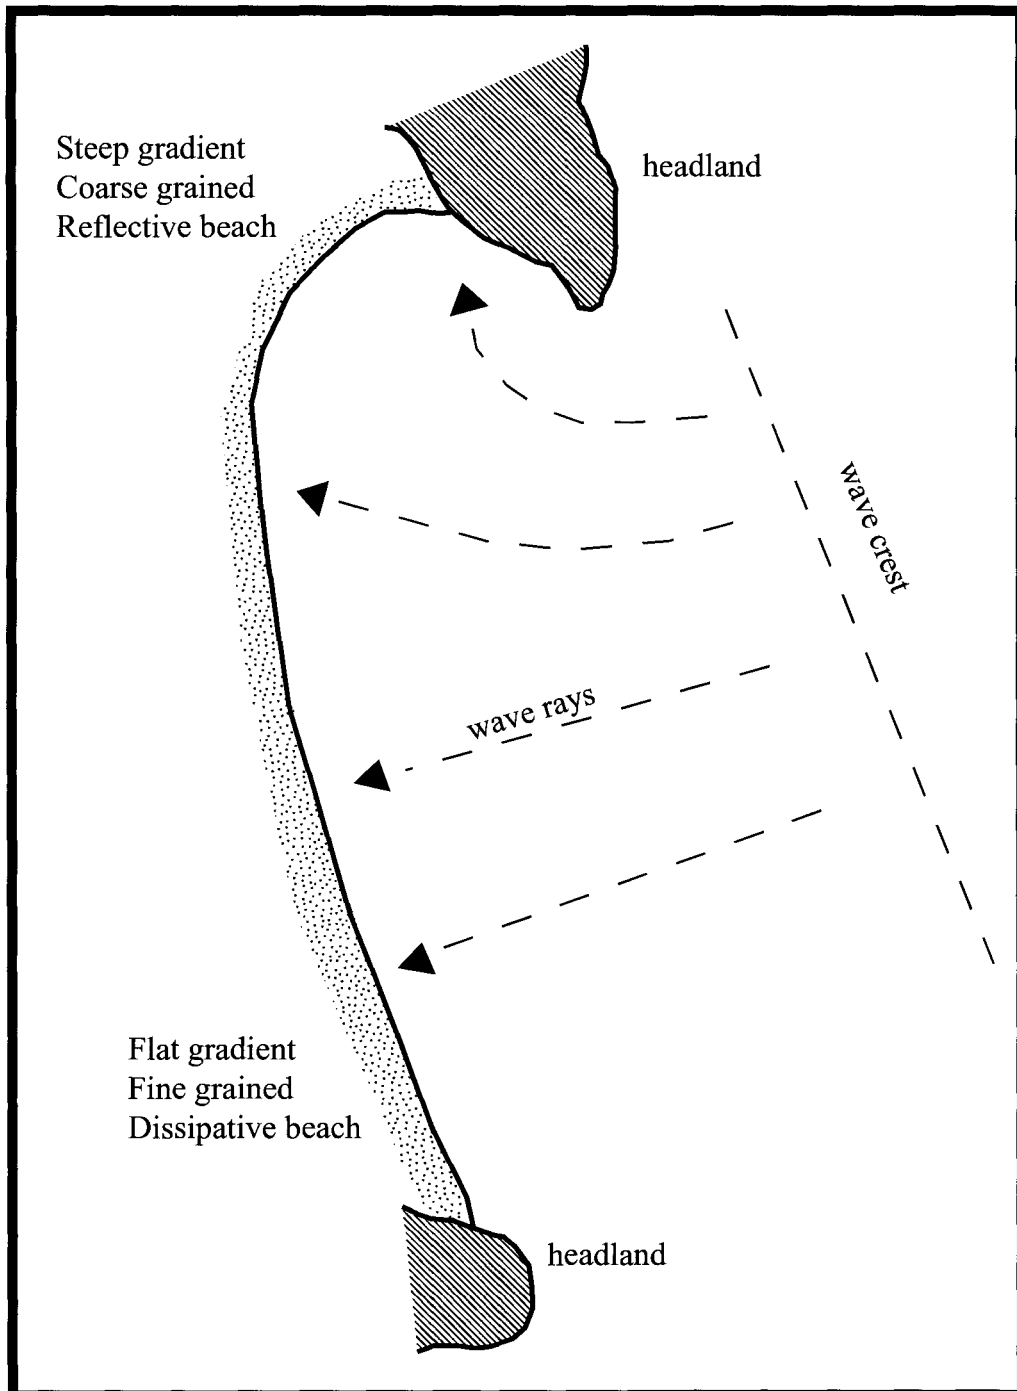 Steep gradient
Coarse grained
Reflective beach
headland
wave crest
wave rays
Flat gradient
Fine grained
Dissipative beach
headland